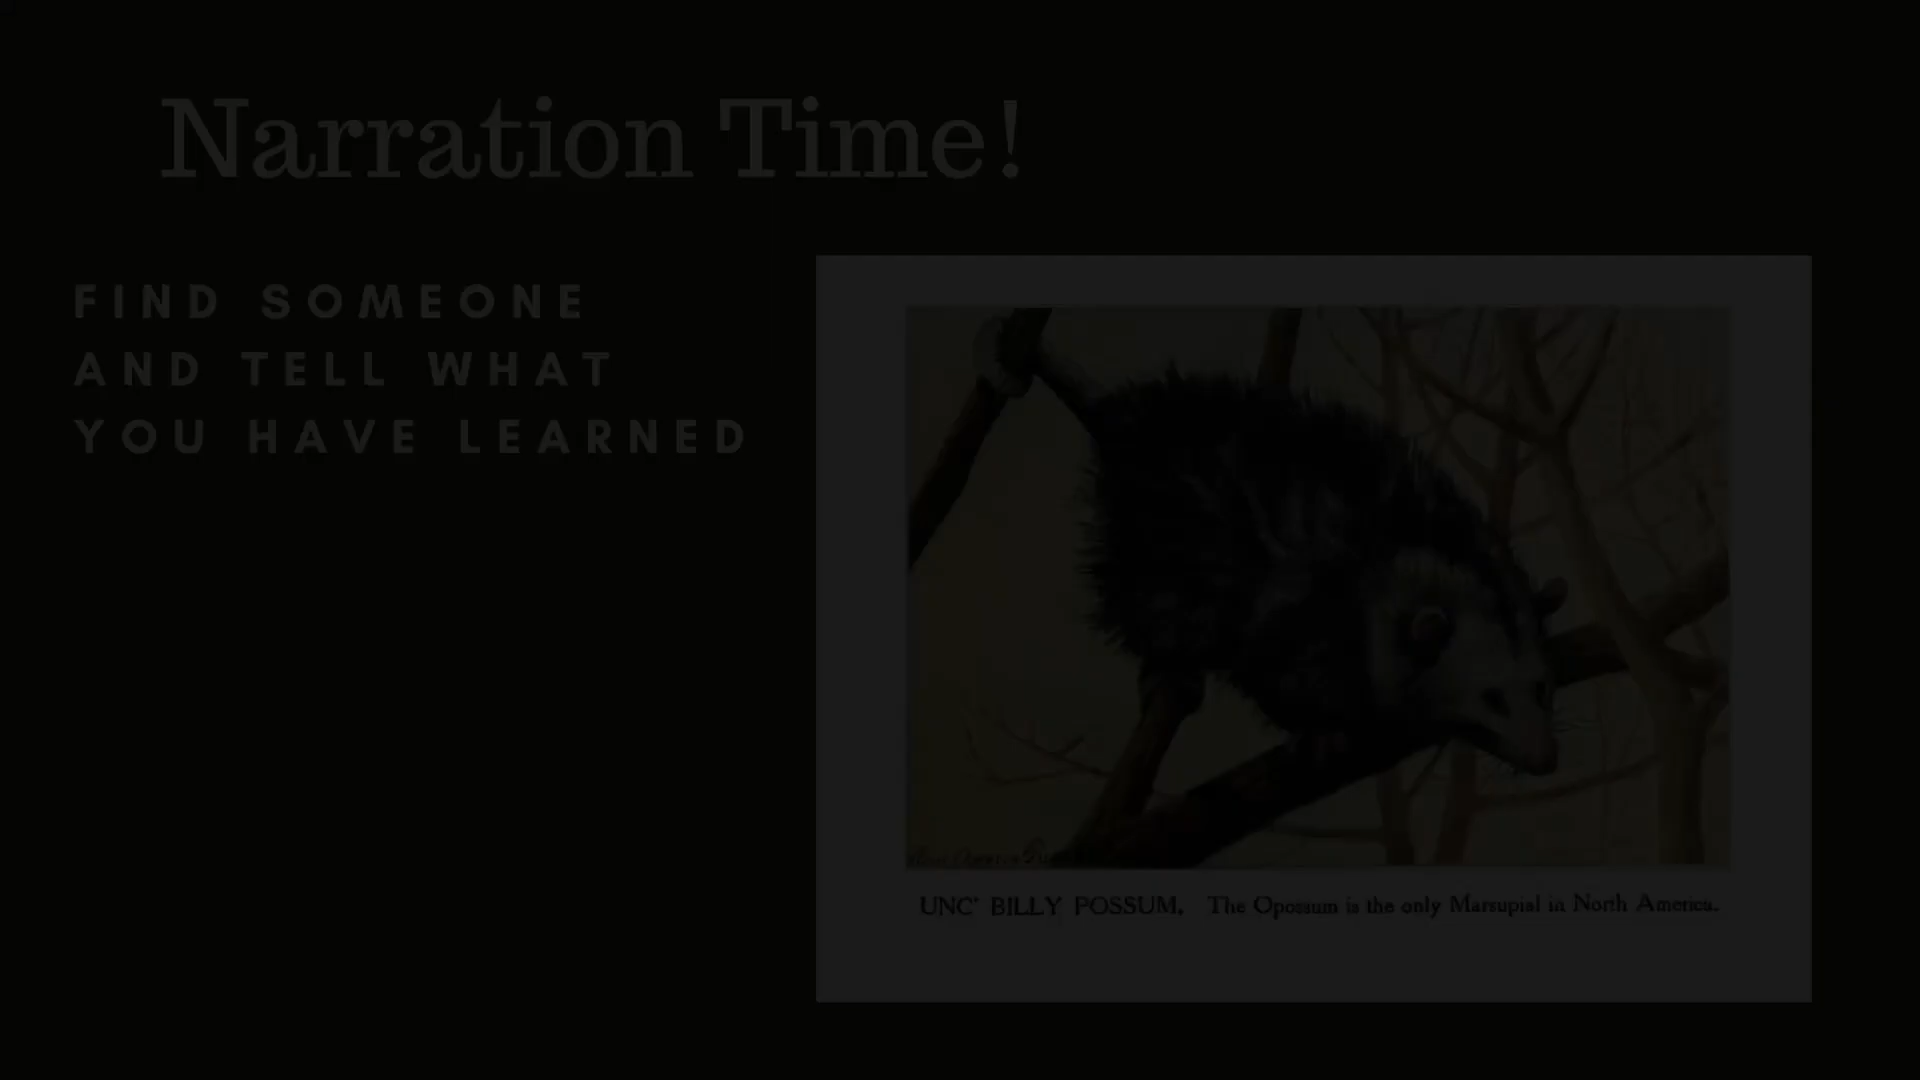 Narration Time!
FIND SOMEONE
AND TELL WHAT
YOU HAVE LEARNED
UNC' BILLY POSSUM. The Opossum is the only Marsupial in North America.